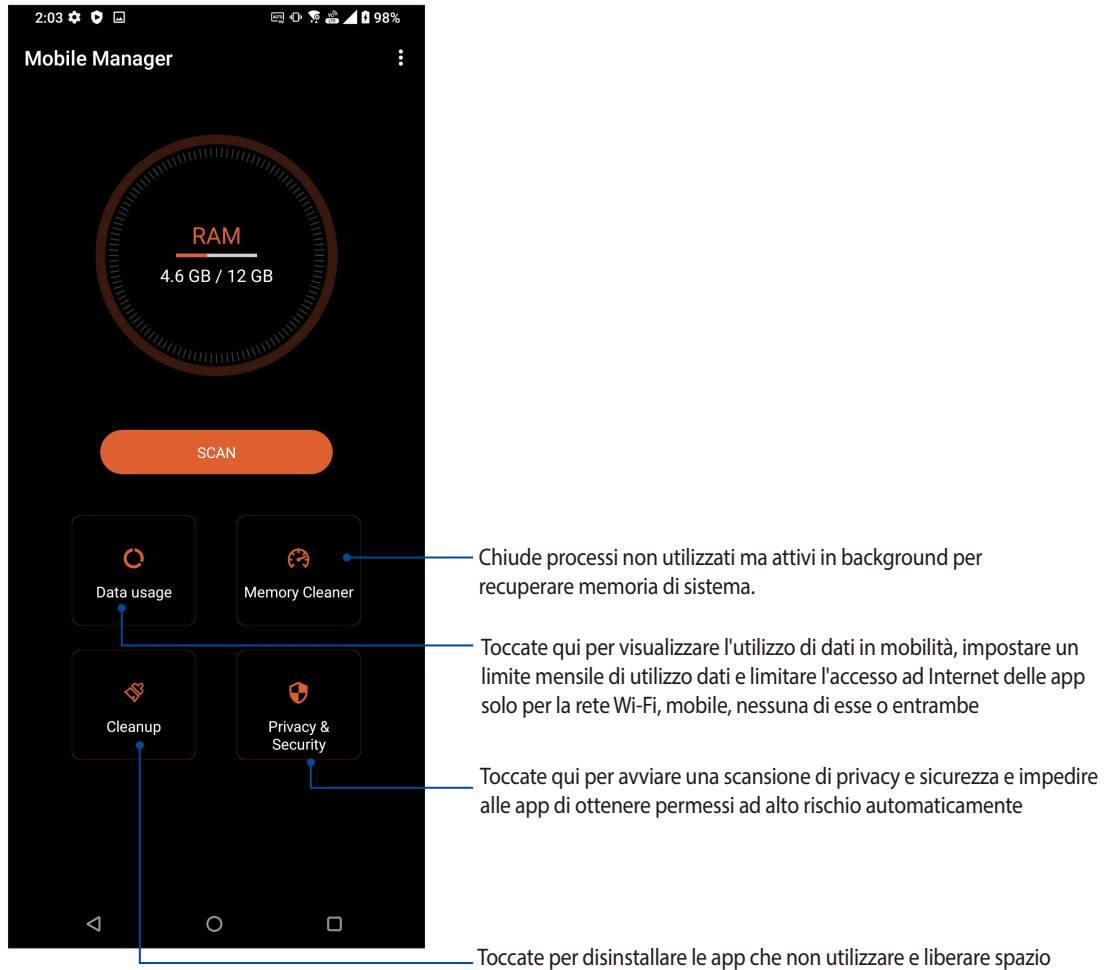 2:03 98%
Mobile Manager
RAM
4.6 GB / 12 GB
SCAN
Data usage
Memory Cleaner
Cleanup
Privacy &
Security
Chiude processi non utilizzati ma attivi in background per
recuperare memoria di sistema.
Toccate qui per visualizzare l'utilizzo di dati in mobilità, impostare un
limite mensile di utilizzo dati e limitare l'accesso ad Internet delle app
solo per la rete Wi-Fi, mobile, nessuna di esse o entrambe
Toccate qui per avviare una scansione di privacy e sicurezza e impedire
alle app di ottenere permessi ad alto rischio automaticamente
Toccate per disinstallare le app che non utilizzare e liberare spazio